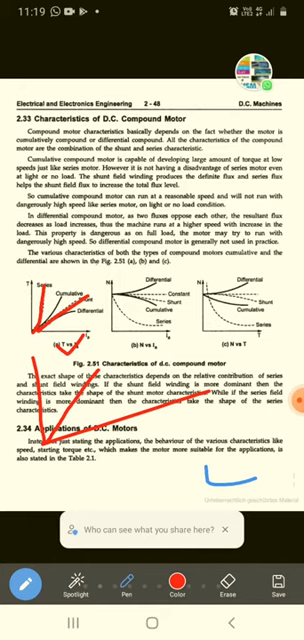 11:19
Vo) 4G
LTE2
Electrical and Electronics Engineering 2 - 48 D.C. Machines
2.33 Characteristics of D.C. Compound Motor
Compound motor characteristics basically depends on the fact whether the motor is
cumulatively compound or differential compound. All the characteristics of the compound
motor are the combination of the shunt and series characteristic.
Cumulative compound motor is capable of developing large amount of torque at low
speeds just like series motor. However it is not having a disadvantage of series motor even
at light or no load. The shunt field winding produces the definite flux and series flux
helps the shunt field flux to increase the total flux level.
So cumulative compound motor can run at a reasonable speed and will not run with
dangerously high speed like series motor, on light or no load condition.
In differential compound motor, as two fluxes oppose each other, the resultant flux
decreases as load increases, thus the machine runs at a higher speed with increase in the
load. This property is dangerous as on full load, the motor may try to run with
dangerously high speed. So differential compound motor is generally not used in practice.
The various characteristics of both the types of compound motors cumulative and the
differential are shown in the Fig. 2.51 (a), (b) and (c).
T Series Cumulative Shunt Differential
N Differential Constant Shunt Cumulative Series Ia
N Differential Shunt Cumulative Series T
(a) T vs (b) N vs Ia (c) N vs T
Fig. 2.51 Characteristics of d.c. compound motor
The exact shape of these characteristics depends on the relative contribution of series
and shunt field windings. If the shunt field winding is more dominant then the
characteristics take the shape of the shunt motor characteristics. While if the series field
winding is more dominant then the characteristics take the shape of the series
characteristics.
2.34 Applications of D.C. Motors
Instead of just stating the applications, the behaviour of the various characteristics like
speed, starting torque etc., which makes the motor more suitable for the applications, is
also stated in the Table 2.1.
Urheberrechtlich geschütztes Material
Who can see what you share here? ×
Spotlight Pen Color Erase Save